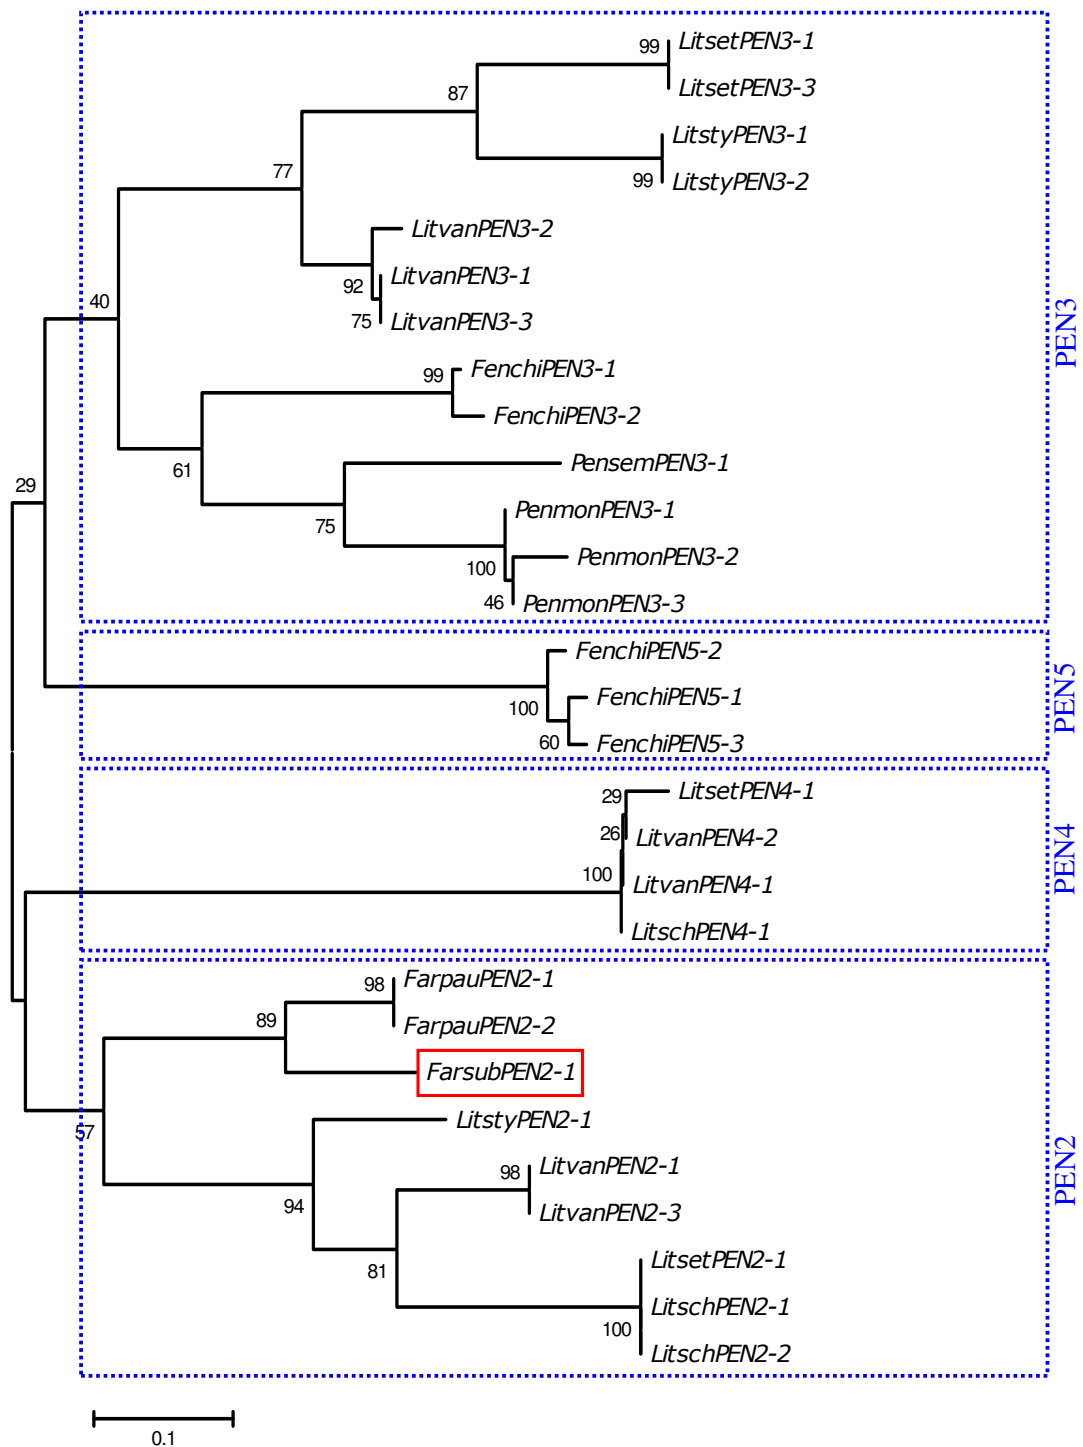 99
LitsetPEN3-1
LitsetPEN3-3
87
LitstyPEN3-1
99
LitstyPEN3-2
77
LitvanPEN3-2
92
LitvanPEN3-1
75
LitvanPEN3-3
40
PEN3
99
FenchiPEN3-1
FenchiPEN3-2
61
PensemPEN3-1
29
75
PenmonPEN3-1
100
PenmonPEN3-2
46
PenmonPEN3-3
FenchiPEN5-2
100
FenchiPEN5-1
60
FenchiPEN5-3
PEN5
29
LitsetPEN4-1
26
LitvanPEN4-2
100
LitvanPEN4-1
LitschPEN4-1
PEN4
98
FarpauPEN2-1
89
FarpauPEN2-2
FarsubPEN2-1
57
LitstyPEN2-1
98
LitvanPEN2-1
94
LitvanPEN2-3
PEN2
81
LitsetPEN2-1
LitschPEN2-1
100
LitschPEN2-2
0.1